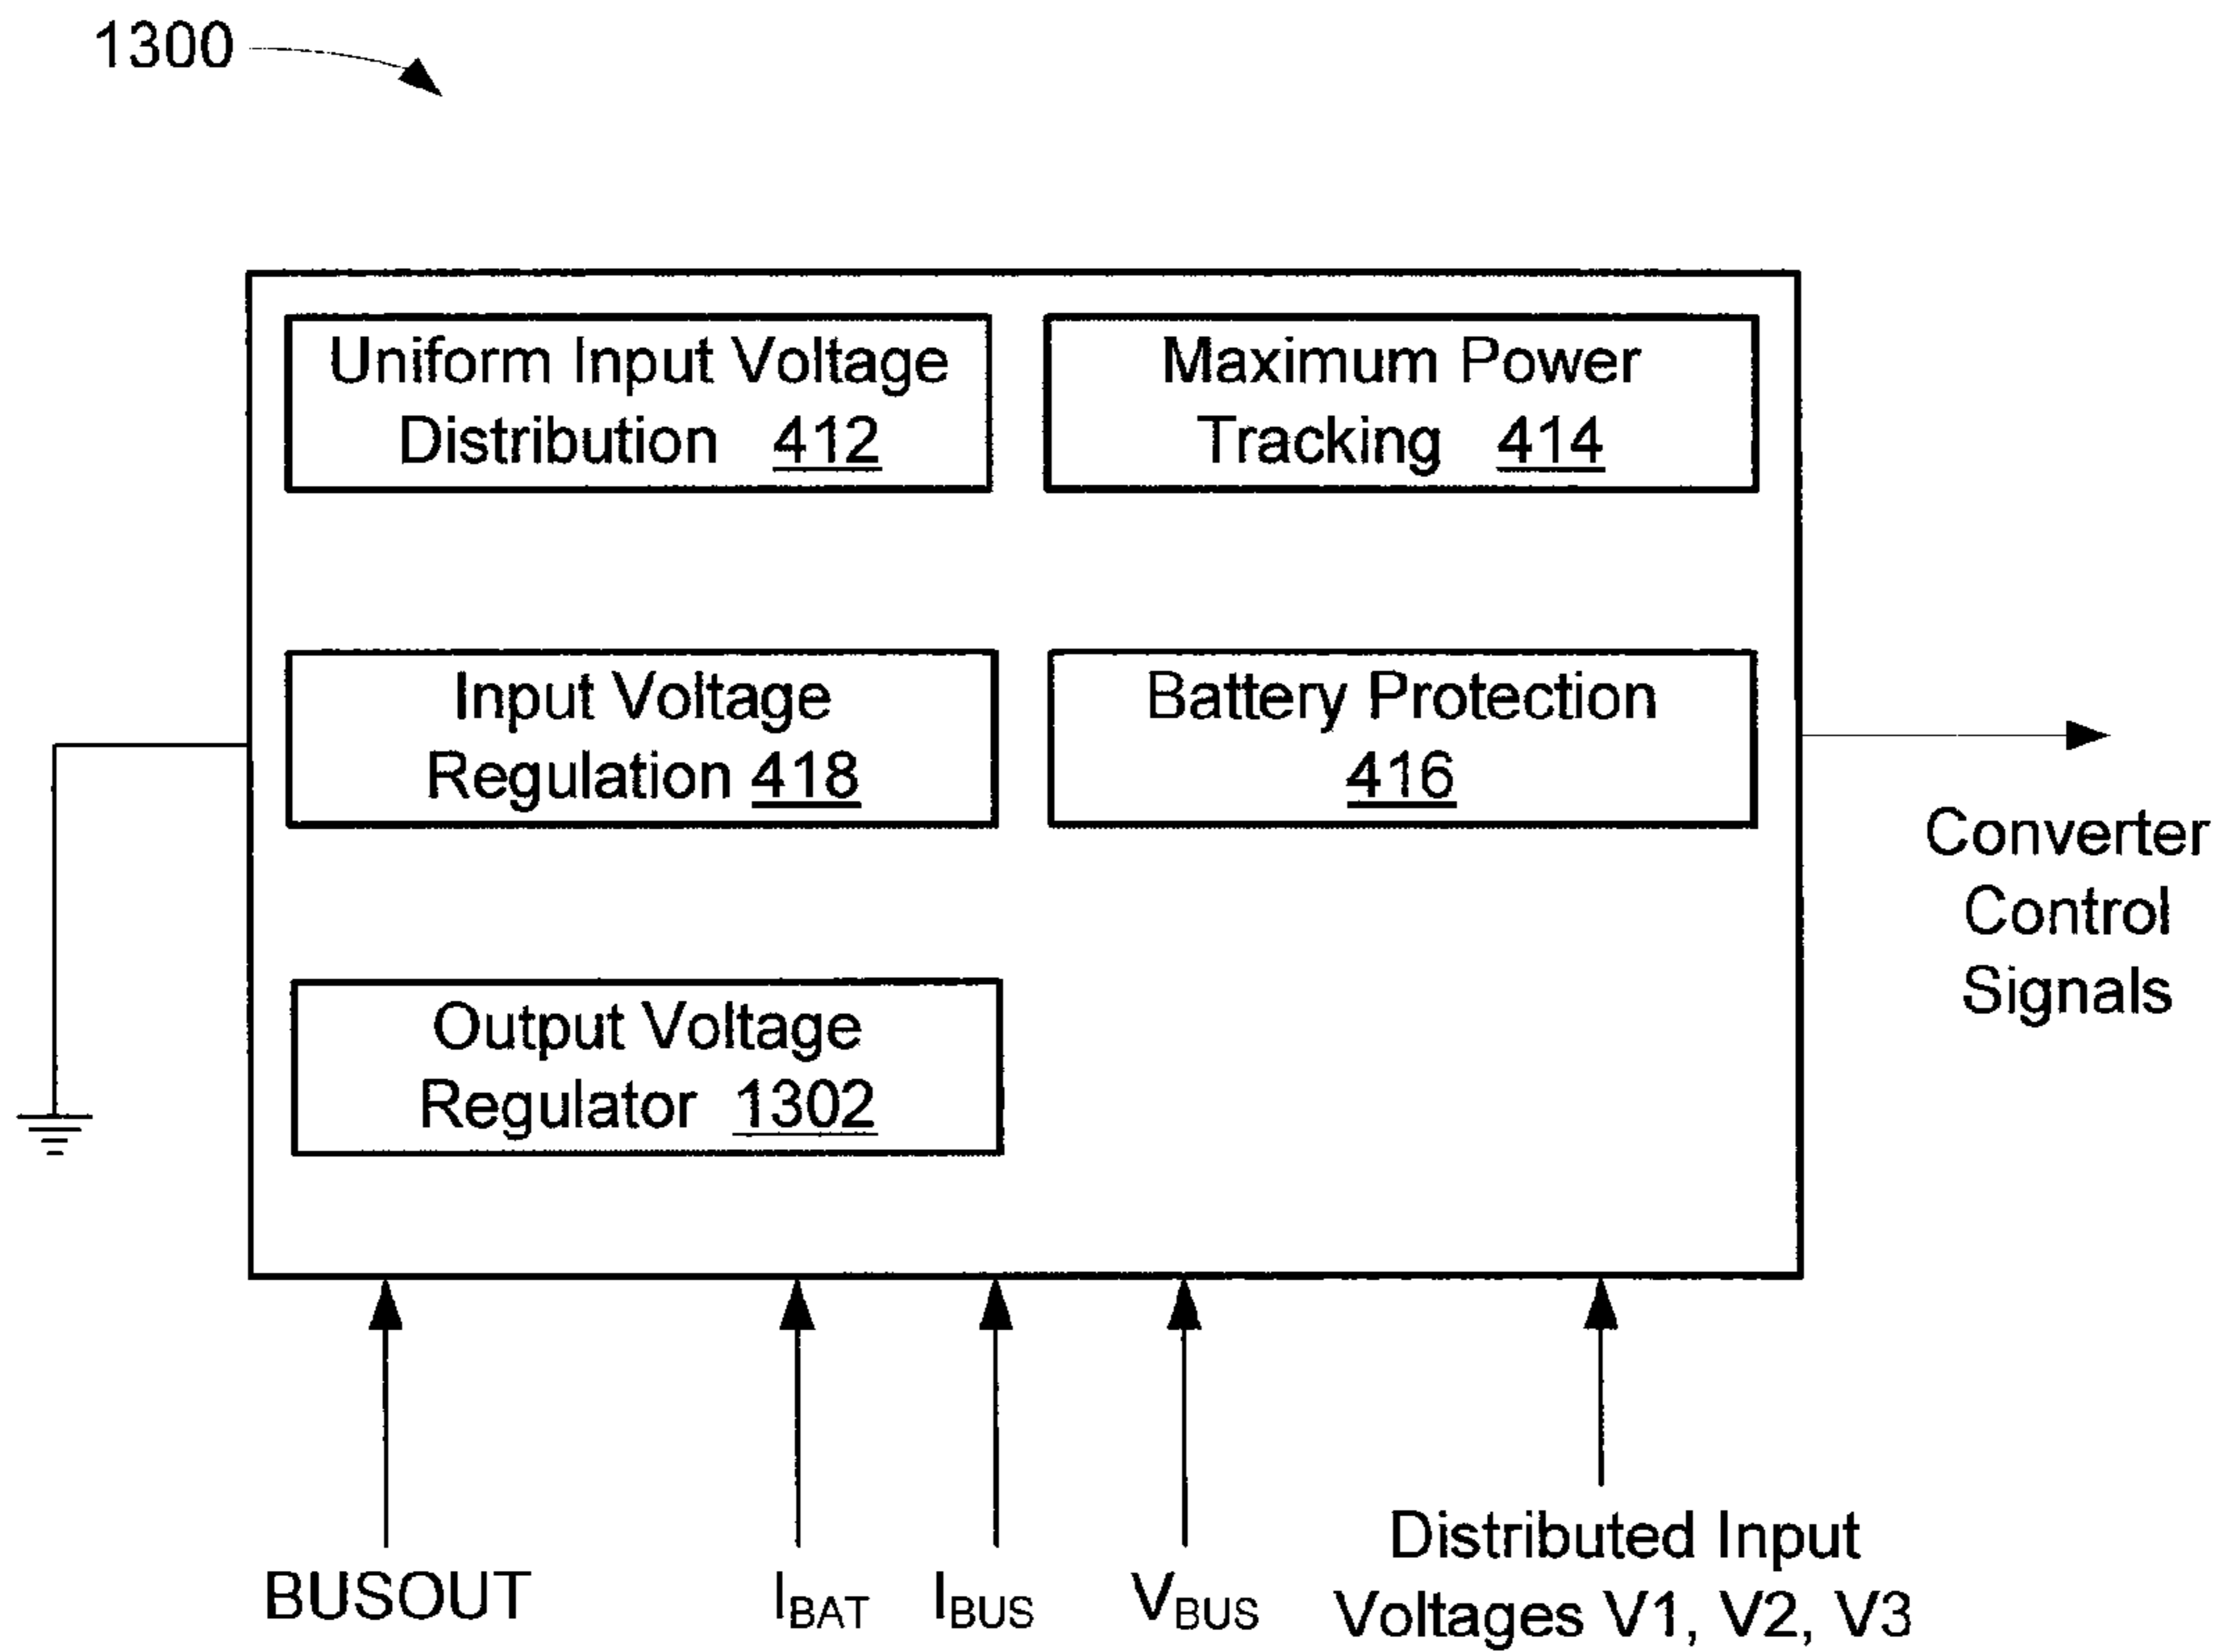 1300
Uniform Input Voltage
Distribution 412
Maximum Power
Tracking 414
Input Voltage
Regulation 418
Battery Protection
416
Converter
Control
Signals
Output Voltage
Regulator 1302
BUSOUT
IBAT
IBUS
VBUS
Distributed Input
Voltages V1, V2, V3